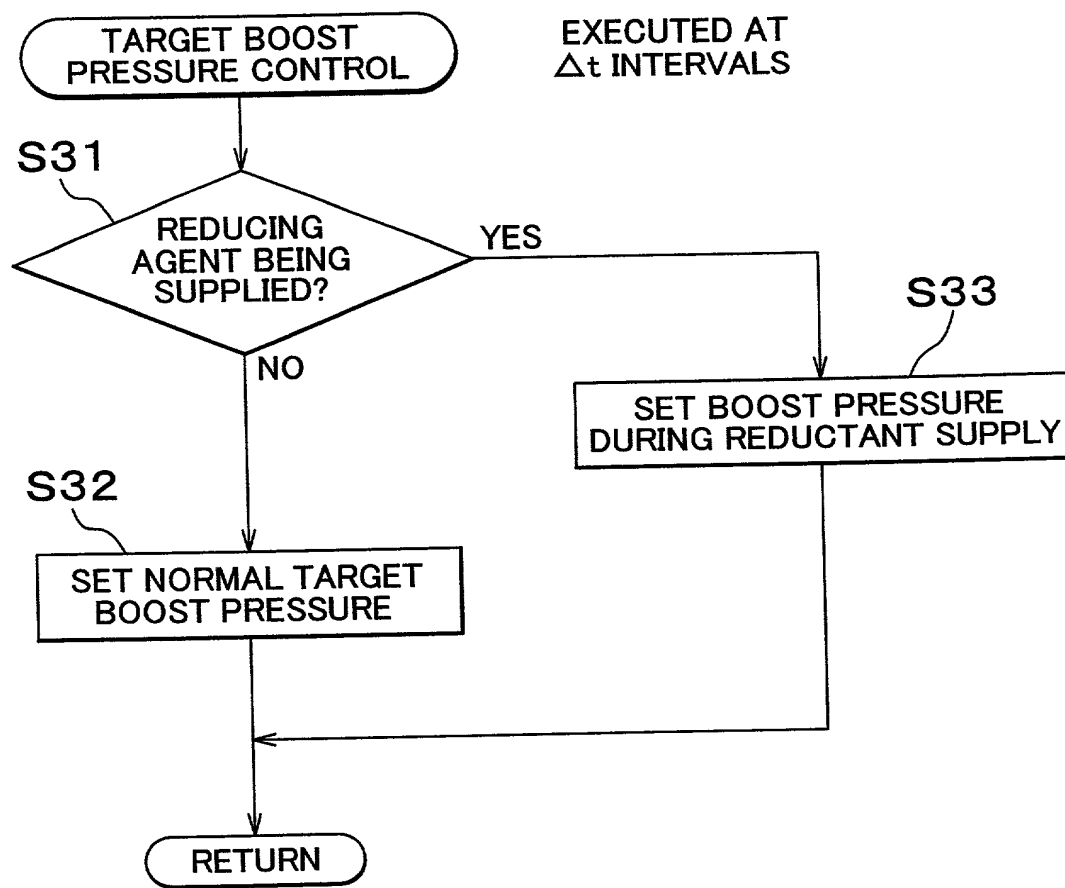 TARGET BOOST
PRESSURE CONTROL
EXECUTED AT
Δt INTERVALS
S31
REDUCING
AGENT BEING
SUPPLIED?
YES
NO
S33
SET BOOST PRESSURE
DURING REDUCTANT SUPPLY
S32
SET NORMAL TARGET
BOOST PRESSURE
RETURN